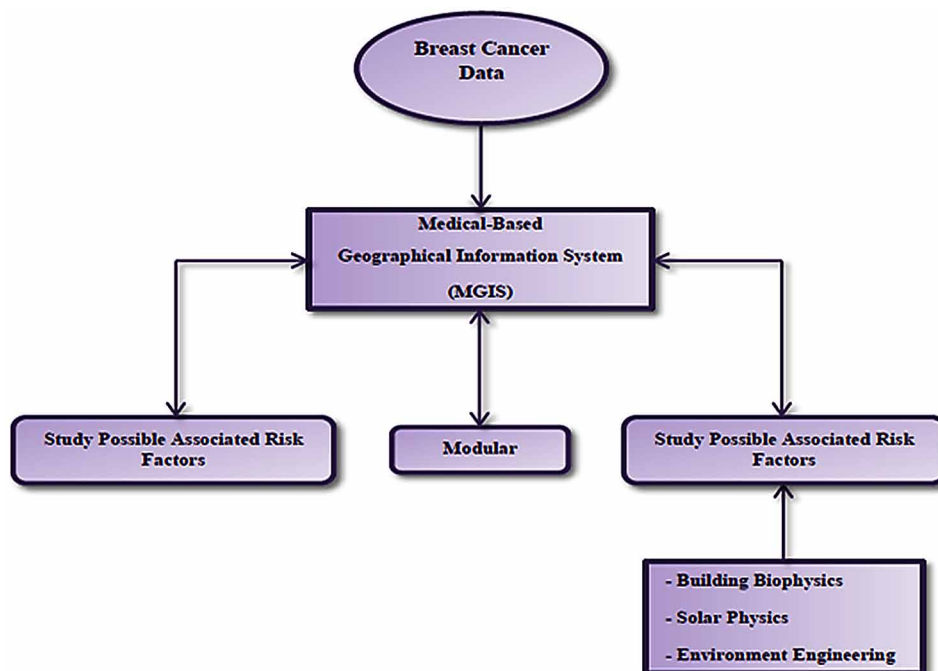 Breast Cancer
Data
Medical-Based
Geographical Information System
(MGIS)
Study Possible Associated Risk
Factors
Modular
Study Possible Associated Risk
Factors
- Building Biophysics
- Solar Physics
- Environment Engineering